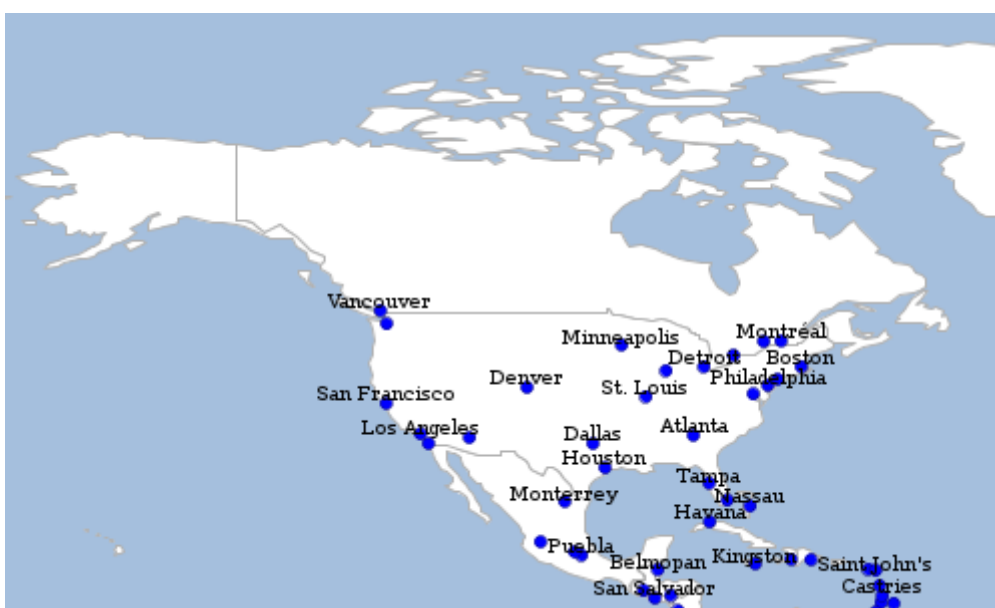 Vancouver
Minneapolis
Montréal
Detroit
Boston
Denver
Philadelphia
St. Louis
San Francisco
Los Angeles
Dallas
Atlanta
Houston
Tampa
Monterrey
Nassau
Havana
Puebla
Belmopan
Kingston
Saint John's
San Salvador
Castries